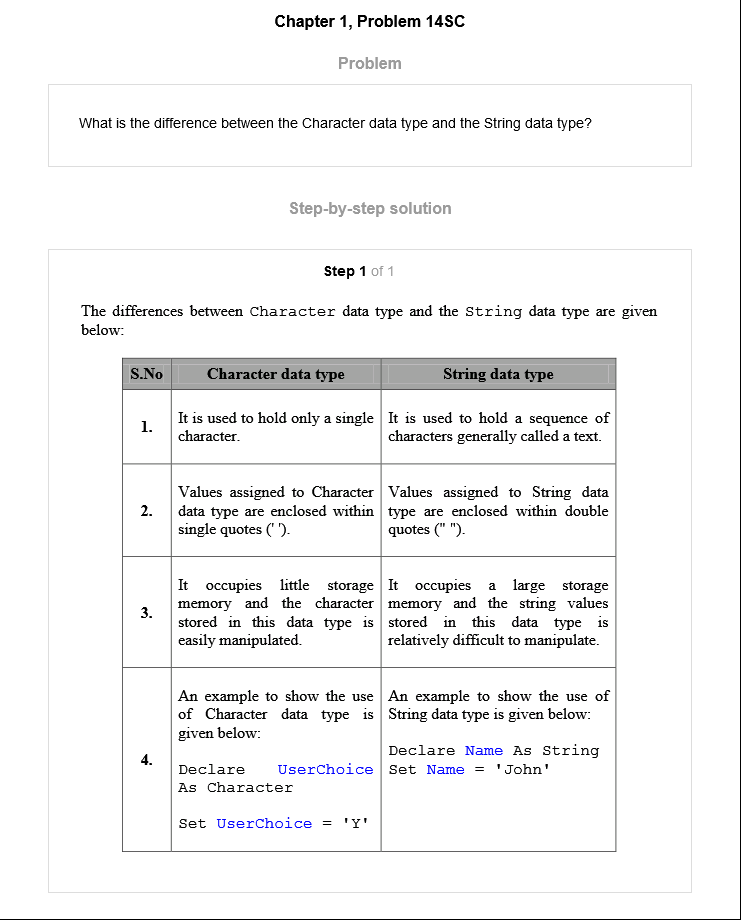 Chapter 1, Problem 14SC
Problem
What is the difference between the Character data type and the String data type?
Step-by-step solution
Step 1 of 1
The differences between Character data type and the String data type are given
below:
S.No
Character data type
String data type
1.
It is used to hold only a single
character.
It is used to hold a sequence of
characters generally called a text.
2.
Values assigned to Character
data type are enclosed within
single quotes (' ').
Values assigned to String data
type are enclosed within double
quotes (" ").
3.
It occupies little storage
memory and the character
stored in this data type is
easily manipulated.
It occupies a large storage
memory and the string values
stored in this data type is
relatively difficult to manipulate.
4.
An example to show the use
of Character data type is
given below:
Declare UserChoice
As Character
Set UserChoice = 'Y'
An example to show the use of
String data type is given below:
Declare Name As String
Set Name = 'John'